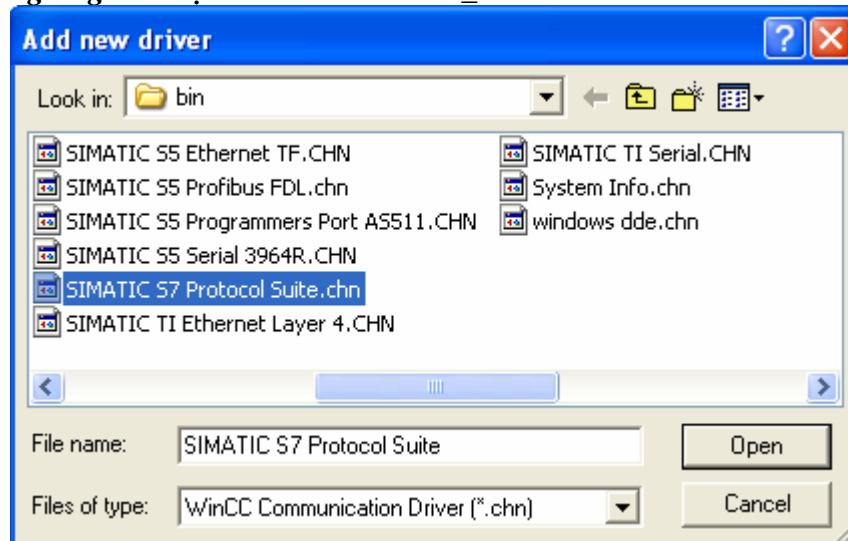 Add new driver
Look in: bin
SIMATIC S5 Ethernet TF.CHN
SIMATIC S5 Profibus FDL.chn
SIMATIC S5 Programmers Port AS511.CHN
SIMATIC S5 Serial 3964R.CHN
SIMATIC S7 Protocol Suite.chn
SIMATIC TI Ethernet Layer 4.CHN
SIMATIC TI Serial.CHN
System Info.chn
windows dde.chn
File name: SIMATIC S7 Protocol Suite Open
Files of type: WinCC Communication Driver (*.chn) Cancel